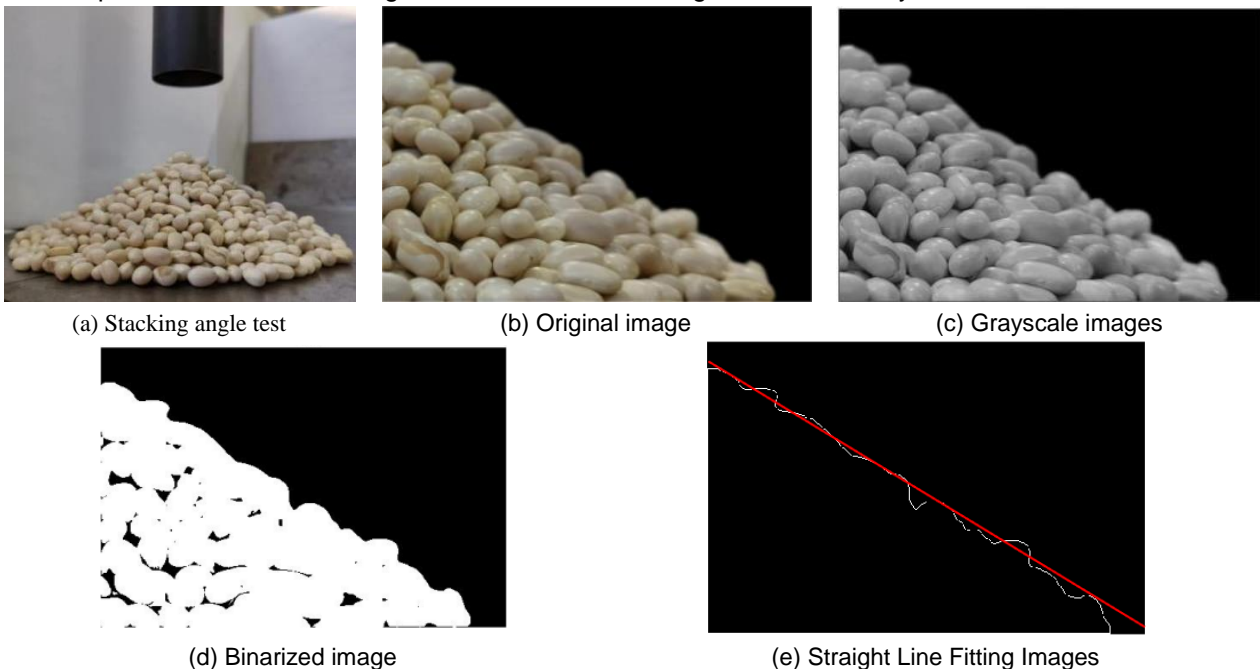 (a) Stacking angle test
(b) Original image
(c) Grayscale images
(d) Binarized image
(e) Straight Line Fitting Images